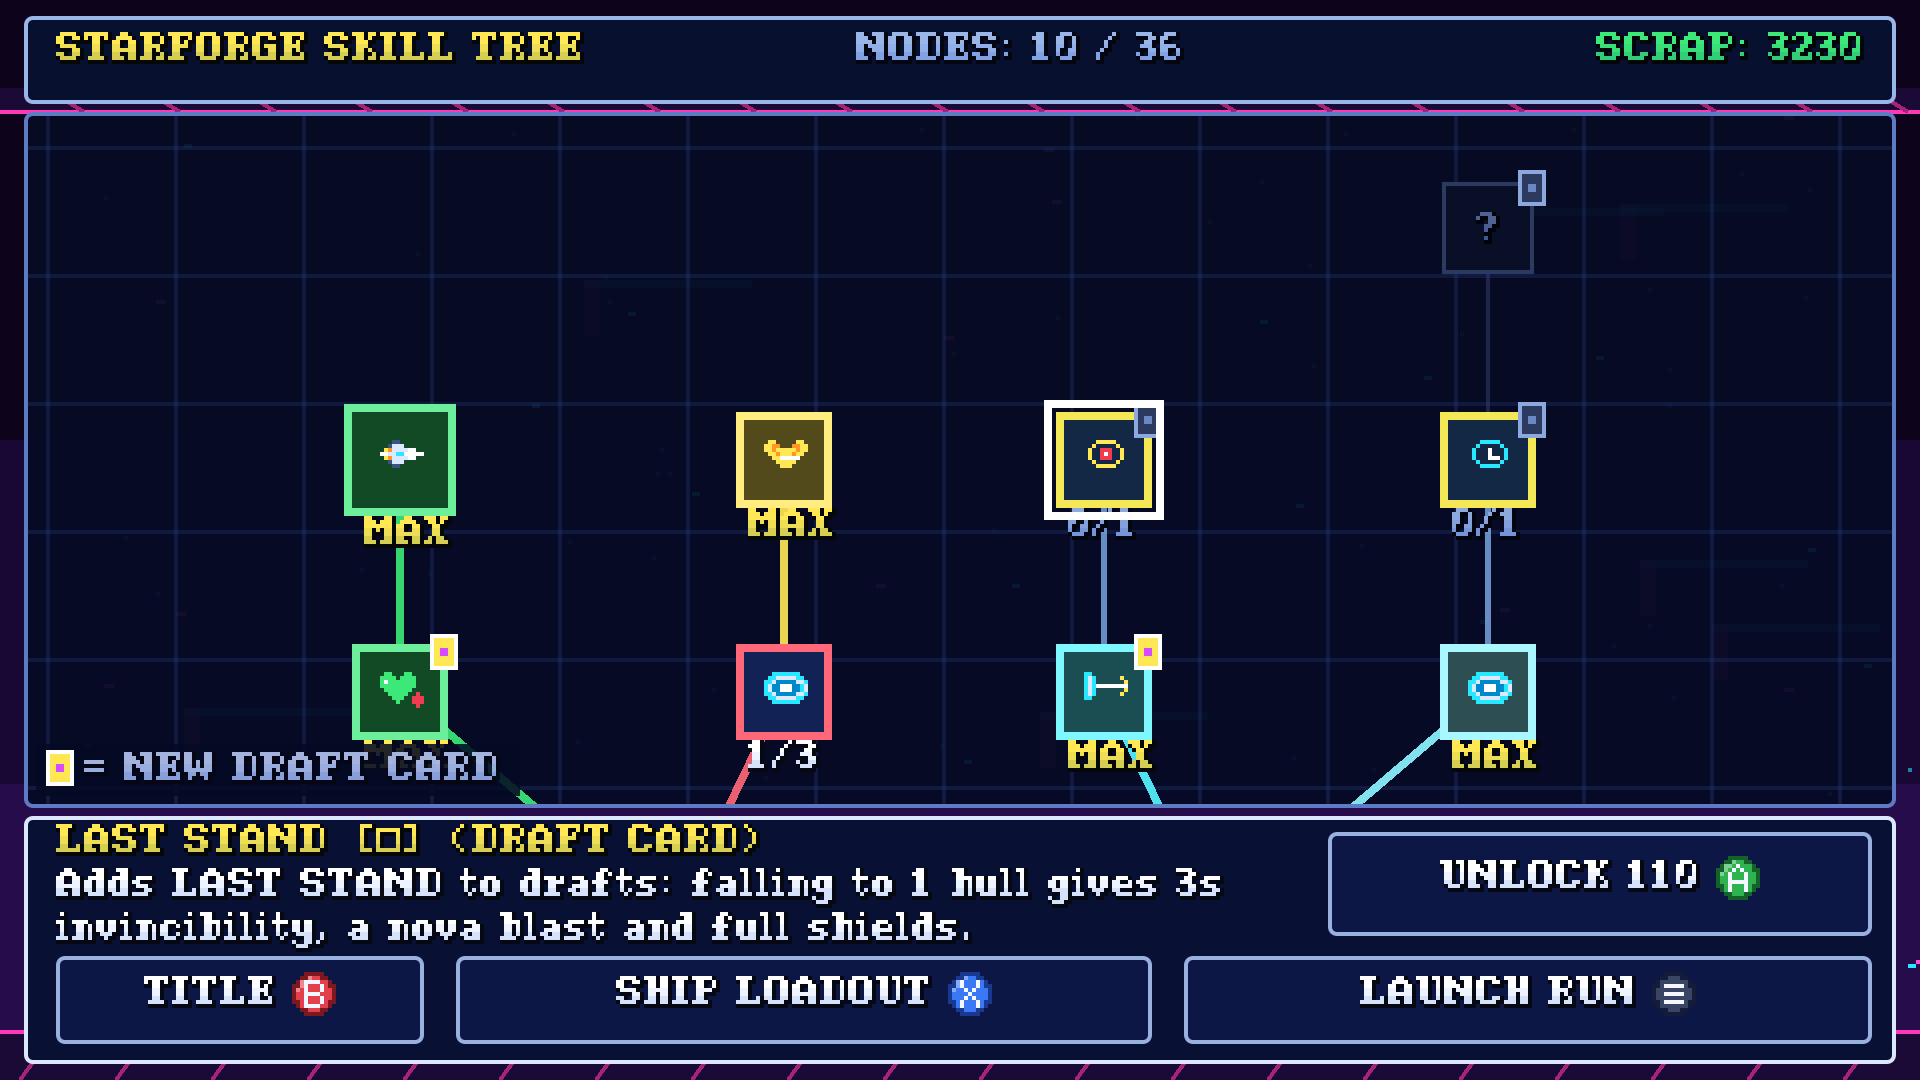 STARFORGE SKILL TREE
NODES: 10 / 36
SCRAP: 3230
?
MAX
MAX
0/1
0/1
MAX
1/3
MAX
MAX
= NEW DRAFT CARD
LAST STAND [□] (DRAFT CARD)
Adds LAST STAND to drafts: falling to 1 hull gives 3s
invincibility, a nova blast and full shields.
UNLOCK 110 A
TITLE B
SHIP LOADOUT X
LAUNCH RUN ≡